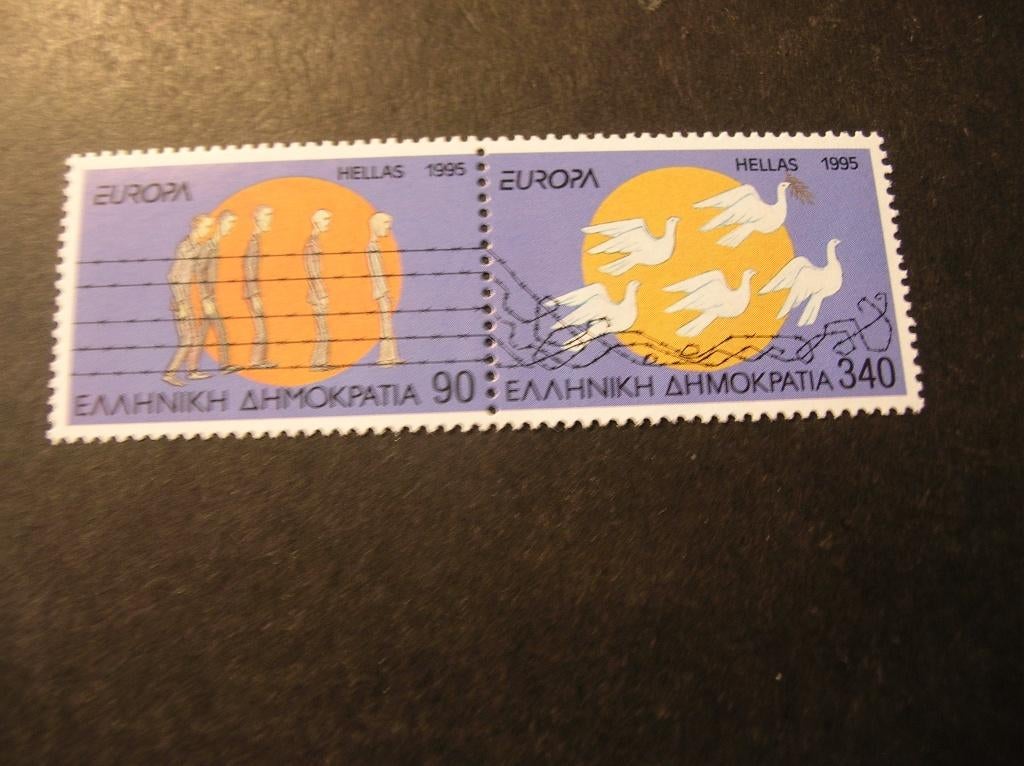 EUROPA HELLAS 1995
ΕΛΛΗΝΙΚΗ ΔΗΜΟΚΡΑΤΙΑ 90
EUROPA HELLAS 1995
ΕΛΛΗΝΙΚΗ ΔΗΜΟΚΡΑΤΙΑ 340